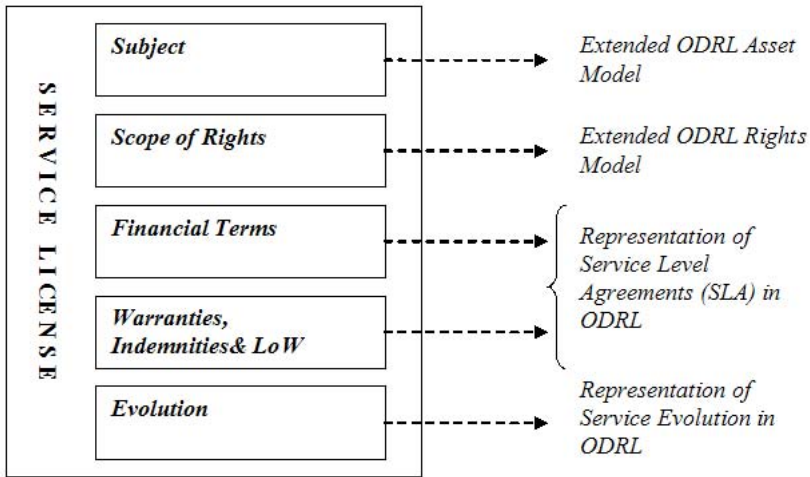 SERVICE LICENSE
Subject
Extended ODRL Asset
Model
Scope of Rights
Extended ODRL Rights
Model
Financial Terms
Warranties,
Indemnities& LoW
Representation of
Service Level
Agreements (SLA) in
ODRL
Evolution
Representation of
Service Evolution in
ODRL